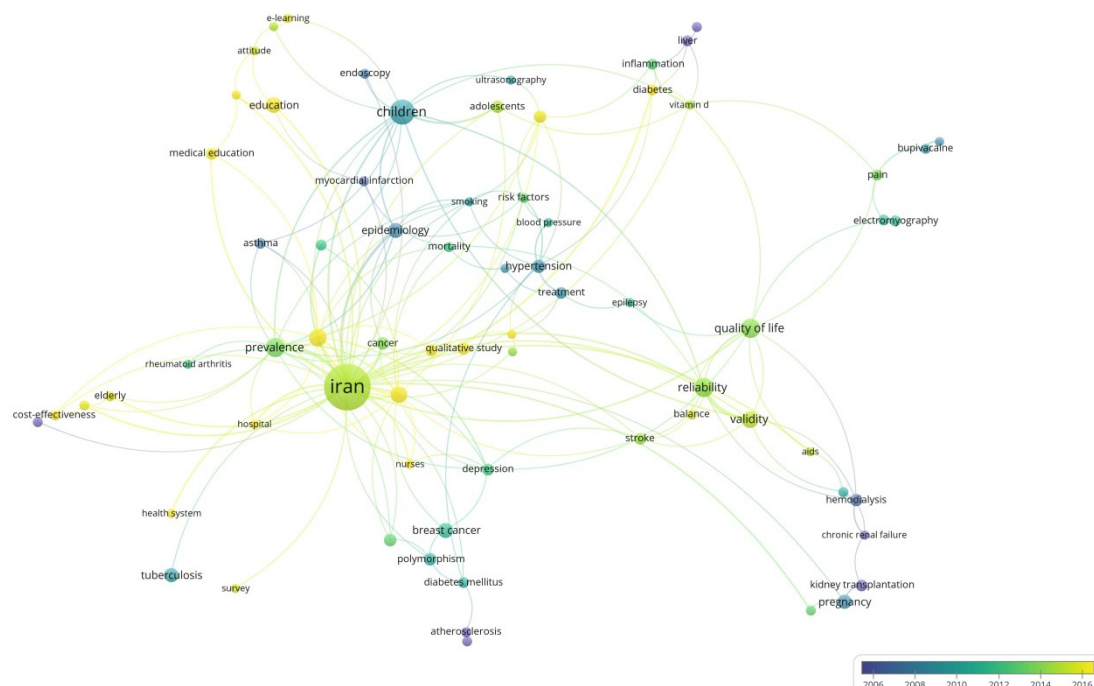 e-learning
attitude
education
medical education
endoscopy
children
ultrasonography
adolescents
liver
inflammation
diabetes
vitamin d
bupivacaine
pain
electromyography
myocardial infarction
smoking
risk factors
blood pressure
epidemiology
asthma
mortality
hypertension
treatment
epilepsy
quality of life
prevalence
cancer
qualitative study
rheumatoid arthritis
iran
reliability
elderly
cost-effectiveness
hospital
balance
validity
stroke
aids
nurses
depression
hemodialysis
health system
breast cancer
chronic renal failure
polymorphism
tuberculosis
diabetes mellitus
survey
kidney transplantation
pregnancy
atherosclerosis
2006 2008 2010 2012 2014 2016